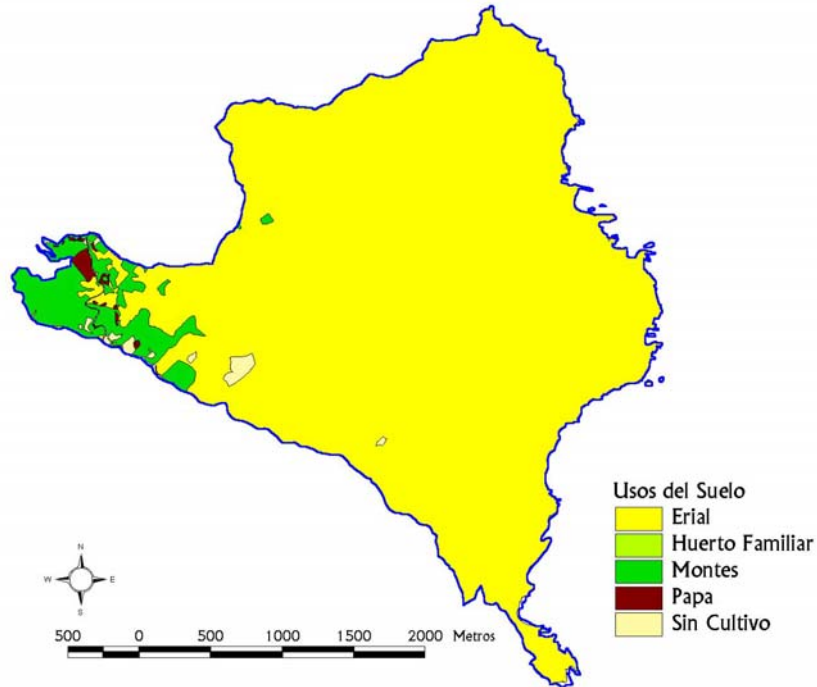 Usos del Suelo
Erial
Huerto Familiar
Montes
Papa
Sin Cultivo
N
W E
S
500 0 500 1000 1500 2000 Metros